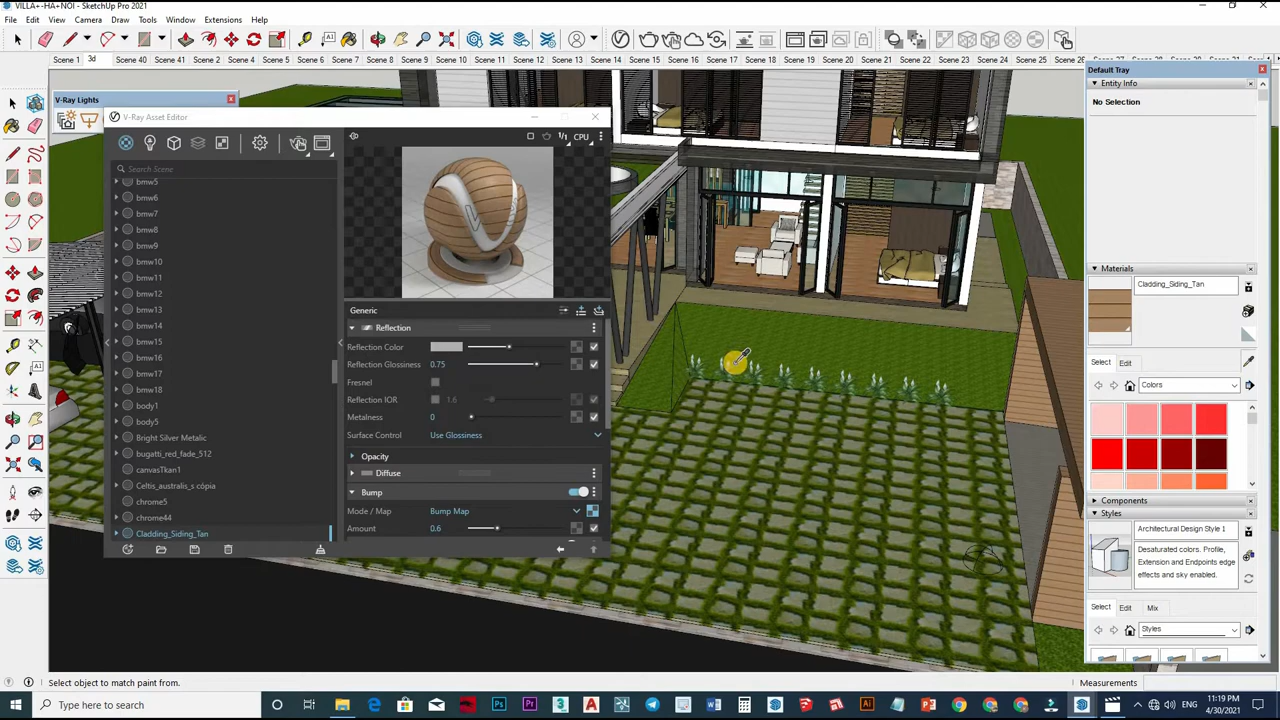 VILLA+-HA+NOI - SketchUp Pro 2021
File Edit View Camera Draw Tools Window Extensions Help
Scene 1 3d Scene 40 Scene 41 Scene 2 Scene 3 Scene 4 Scene 5 Scene 6 Scene 7 Scene 8 Scene 9 Scene 10 Scene 11 Scene 12 Scene 13 Scene 14 Scene 15 Scene 16 Scene 17 Scene 18 Scene 19 Scene 20 Scene 21 Scene 22 Scene 23 Scene 24 Scene 25
Default Tray
Entity Info
No Selection
V-Ray Lights
V-Ray Asset Editor
CPU
Search Scene
bmw5
bmw6
bmw7
bmw8
bmw9
bmw10
bmw11
bmw12
bmw13
bmw14
bmw15
bmw16
bmw17
bmw18
body1
body5
Bright Silver Metalic
bugatti_red_fade_512
canvasTkan1
Celtis_australis_s cópia
chrome5
chrome44
Cladding_Siding_Tan
Generic
Reflection
Reflection Color
Reflection Glossiness 0.75
Fresnel
Reflection IOR 1.6
Metalness 0
Surface Control Use Glossiness
Opacity
Diffuse
Bump
Mode / Map Bump Map
Amount 0.6
Materials
Cladding_Siding_Tan
Select Edit
Colors
Components
Styles
Architectural Design Style 1
Desaturated colors. Profile,
Extension and Endpoints edge
effects and sky enabled.
Select Edit Mix
Styles
Select object to match paint from.
Measurements
Type here to search
ENG
11:19 PM
4/30/2021